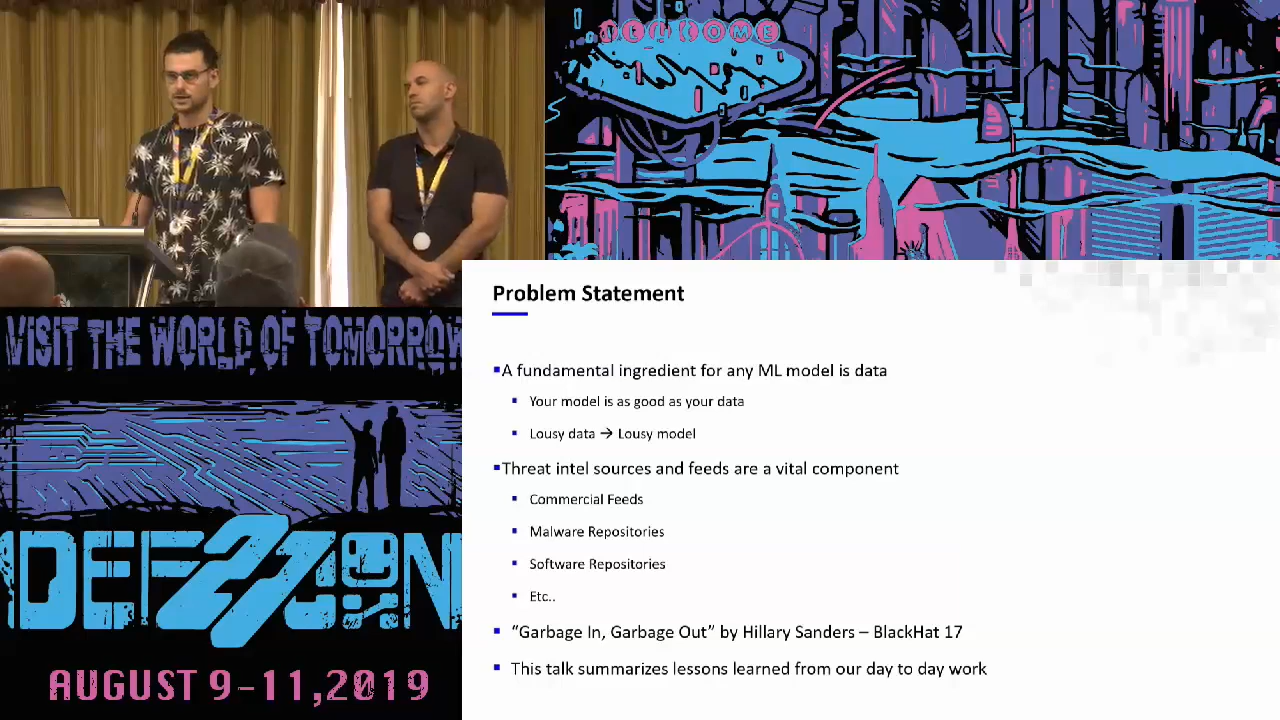 WELCOME
Problem Statement
A fundamental ingredient for any ML model is data
Your model is as good as your data
Lousy data → Lousy model
Threat intel sources and feeds are a vital component
Commercial Feeds
Malware Repositories
Software Repositories
Etc..
“Garbage In, Garbage Out” by Hillary Sanders – BlackHat 17
This talk summarizes lessons learned from our day to day work
VISIT THE WORLD OF TOMORROW
DEF 27 CON
AUGUST 9-11,2019